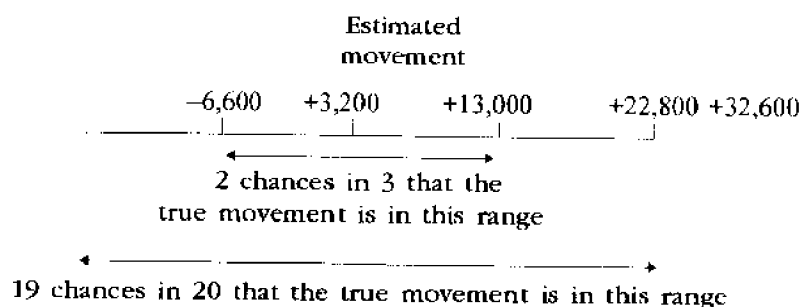 Estimated
movement
–6,600 +3,200 +13,000 +22,800 +32,600
2 chances in 3 that the
true movement is in this range
19 chances in 20 that the true movement is in this range